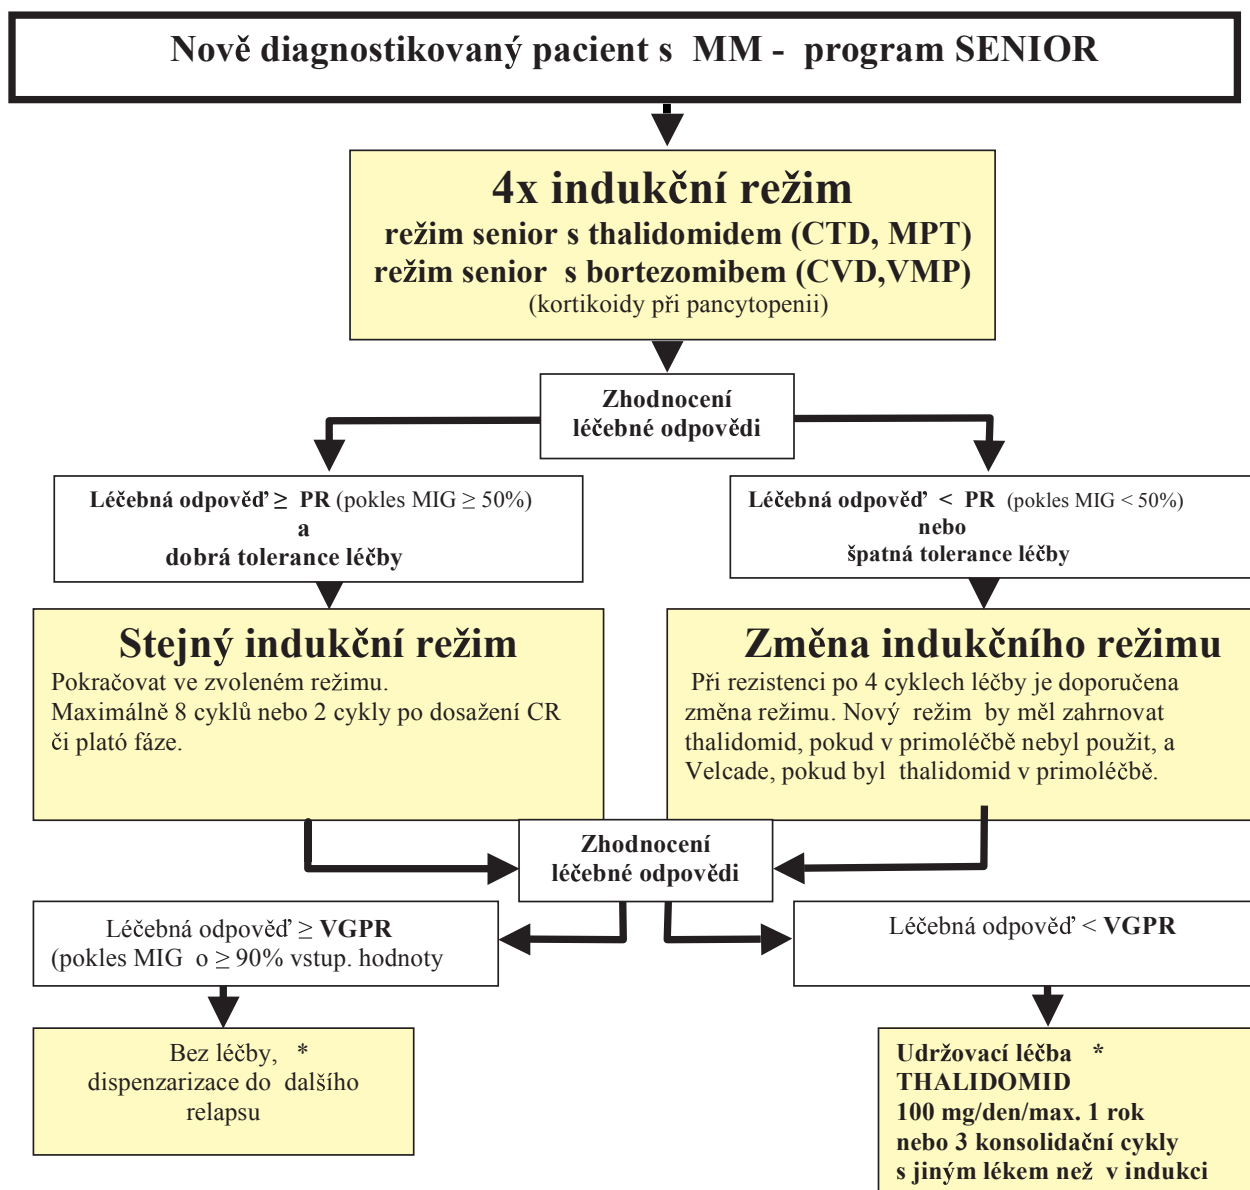 Nově diagnostikovaný pacient s MM - program SENIOR
4x indukční režim
režim senior s thalidomidem (CTD, MPT)
režim senior s bortezomibem (CVD,VMP)
(kortikoidy při pancytopenii)
Zhodnocení
léčebné odpovědi
Léčebná odpověď ≥ PR (pokles MIG ≥ 50%)
a
dobrá tolerance léčby
Léčebná odpověď < PR (pokles MIG < 50%)
nebo
špatná tolerance léčby
Stejný indukční režim
Pokračovat ve zvoleném režimu.
Maximálně 8 cyklů nebo 2 cykly po dosažení CR
či plató fáze.
Změna indukčního režimu
Při rezistenci po 4 cyklech léčby je doporučena
změna režimu. Nový režim by měl zahrnovat
thalidomid, pokud v primoléčbě nebyl použit, a
Velcade, pokud byl thalidomid v primoléčbě.
Zhodnocení
léčebné odpovědi
Léčebná odpověď ≥ VGPR
(pokles MIG o ≥ 90% vstup. hodnoty
Léčebná odpověď < VGPR
Bez léčby, *
dispenzarizace do dalšího
relapsu
Udržovací léčba *
THALIDOMID
100 mg/den/max. 1 rok
nebo 3 konsolidační cykly
s jiným lékem než v indukci